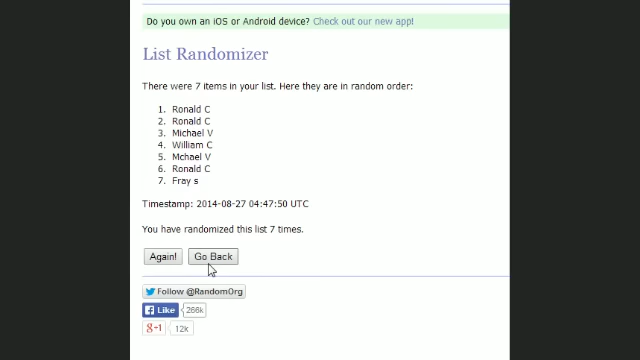 Do you own an iOS or Android device? Check out our new app!
List Randomizer
There were 7 items in your list. Here they are in random order:
1. Ronald C
2. Ronald C
3. Michael V
4. William C
5. Mchael V
6. Ronald C
7. Fray s
Timestamp: 2014-08-27 04:47:50 UTC
You have randomized this list 7 times.
Again! Go Back
Follow @RandomOrg
Like 266k
g+1 12k